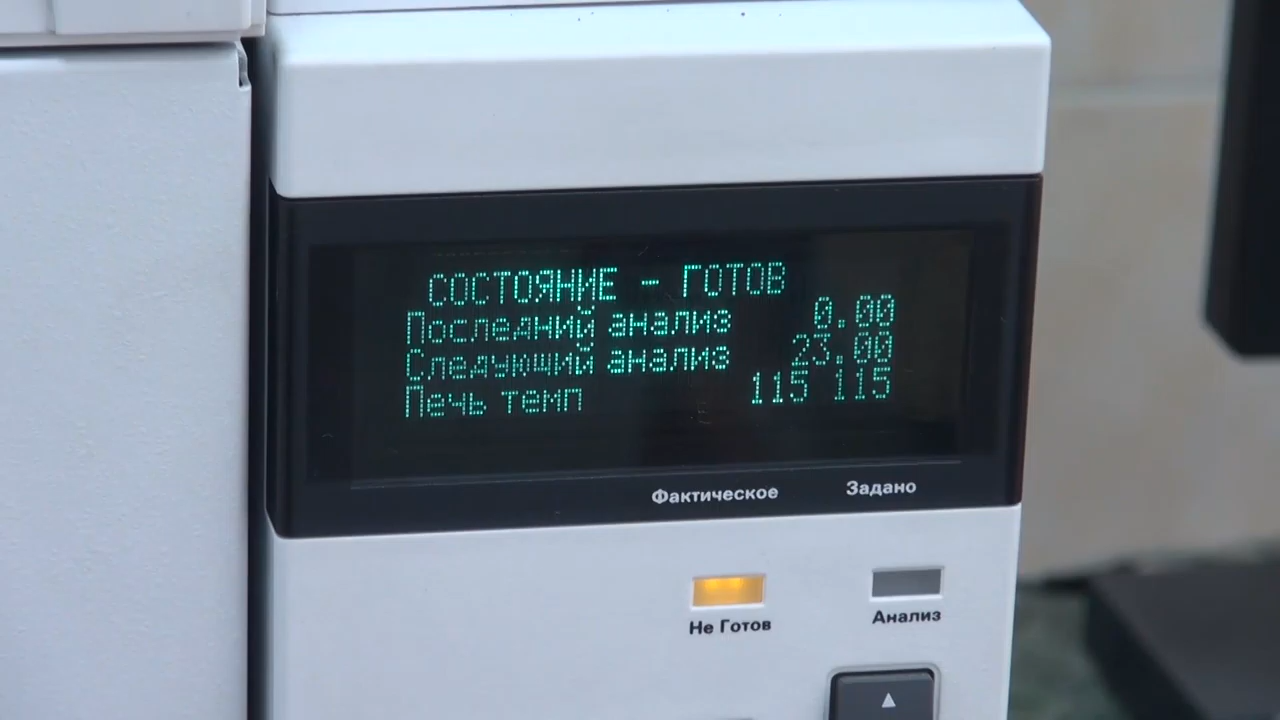 СОСТОЯНИЕ - ГОТОВ
Последний анализ 0.00
Следующий анализ 23.00
Печь темп 115 115
Фактическое Задано
Не Готов Анализ